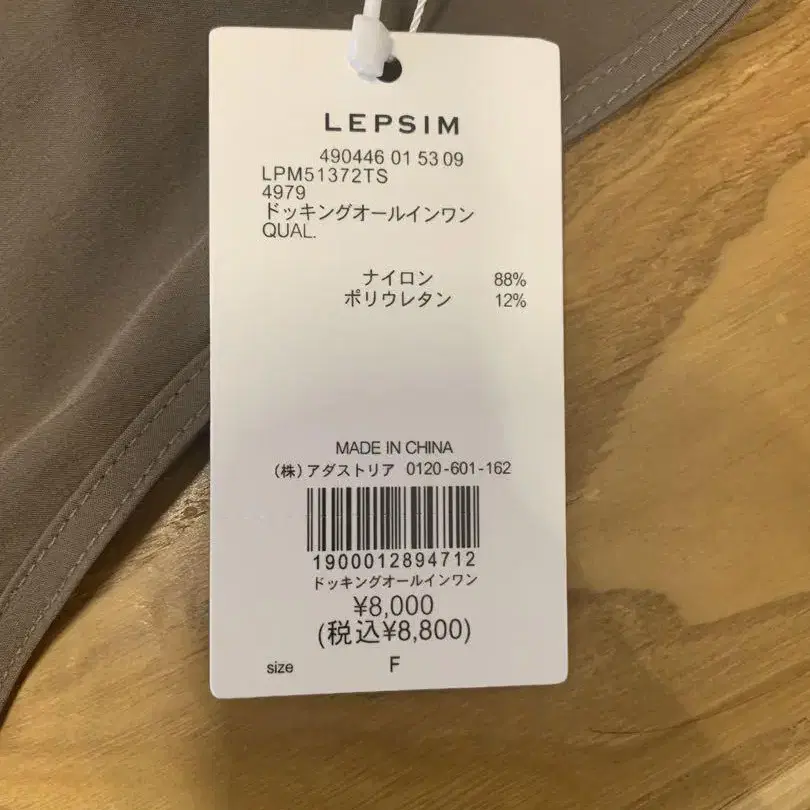 LEPSIM
490446 01 53 09
LPM51372TS
4979
ドッキングオールインワン
QUAL.
ナイロン 88%
ポリウレタン 12%
MADE IN CHINA
(株)アダストリア 0120-601-162
1900012894712
ドッキングオールインワン
¥8,000
(税込¥8,800)
size F